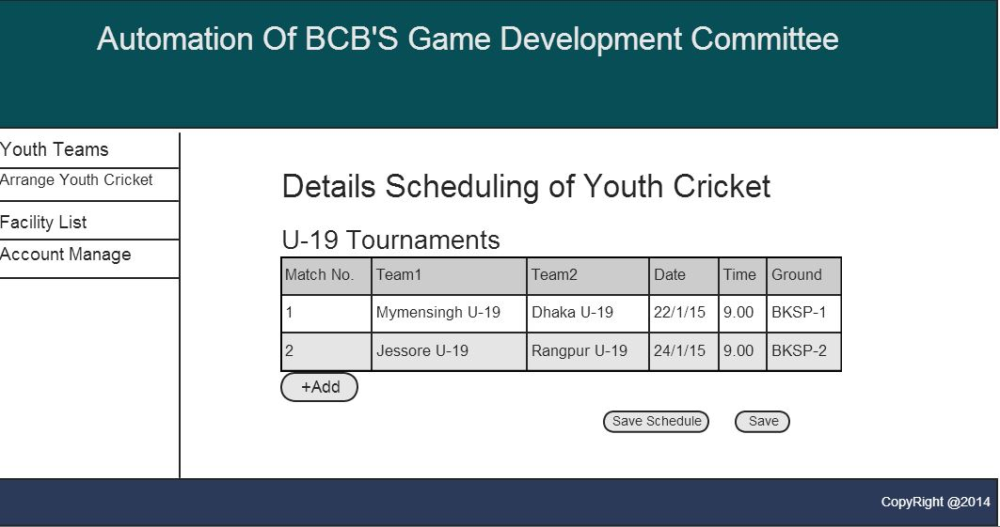 Automation Of BCB'S Game Development Committee
Youth Teams
Arrange Youth Cricket
Facility List
Account Manage
Details Scheduling of Youth Cricket
U-19 Tournaments
Match No. Team1 Team2 Date Time Ground
1 Mymensingh U-19 Dhaka U-19 22/1/15 9.00 BKSP-1
2 Jessore U-19 Rangpur U-19 24/1/15 9.00 BKSP-2
+Add
Save Schedule Save
CopyRight @2014